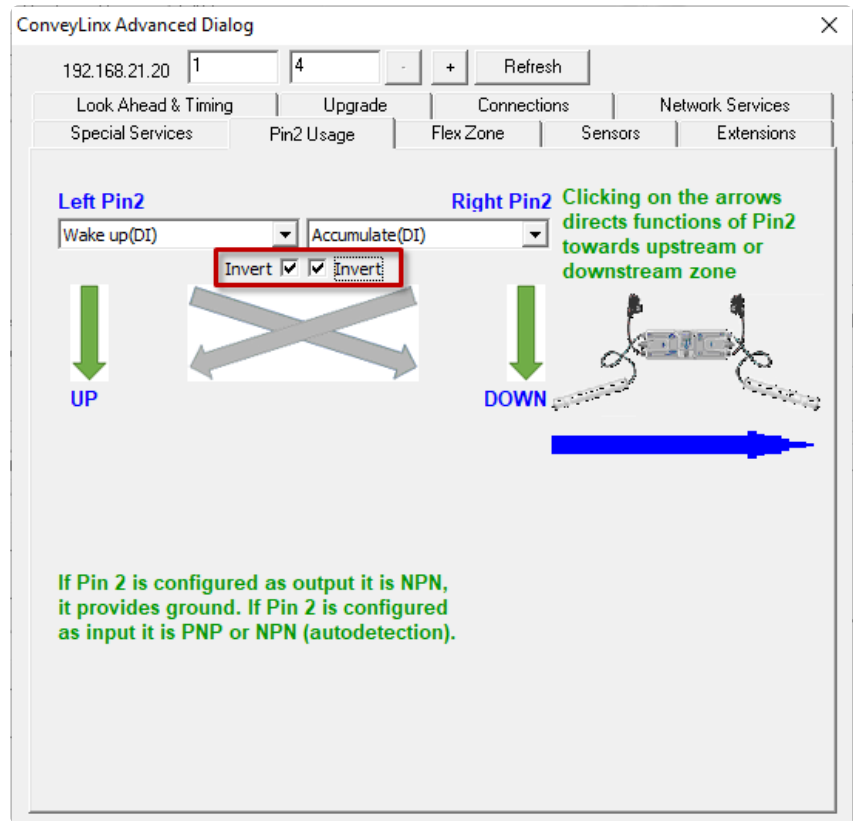 ConveyLinx Advanced Dialog
192.168.21.20 1 4 - + Refresh
Look Ahead & Timing Upgrade Connections Network Services
Special Services Pin2 Usage Flex Zone Sensors Extensions
Left Pin2 Right Pin2
Wake up(DI) Accumulate(DI)
Invert Invert
UP DOWN
Clicking on the arrows
directs functions of Pin2
towards upstream or
downstream zone
If Pin 2 is configured as output it is NPN,
it provides ground. If Pin 2 is configured
as input it is PNP or NPN (autodetection).